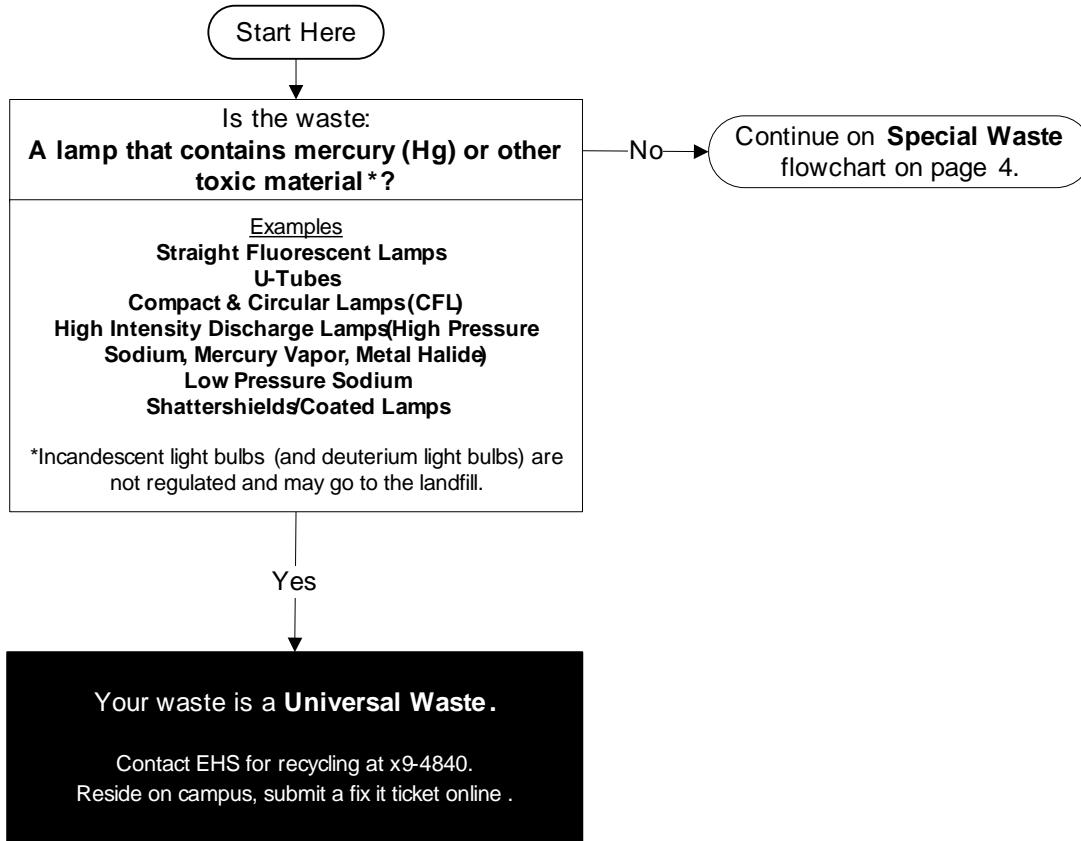 Start Here
Is the waste:
A lamp that contains mercury (Hg) or other
toxic material*?
No
Continue on Special Waste
flowchart on page 4.
Examples
Straight Fluorescent Lamps
U-Tubes
Compact & Circular Lamps(CFL)
High Intensity Discharge Lamps(High Pressure
Sodium, Mercury Vapor, Metal Halide)
Low Pressure Sodium
Shattershields/Coated Lamps
*Incandescent light bulbs (and deuterium light bulbs) are
not regulated and may go to the landfill.
Yes
Your waste is a Universal Waste.
Contact EHS for recycling at x9-4840.
Reside on campus, submit a fix it ticket online .